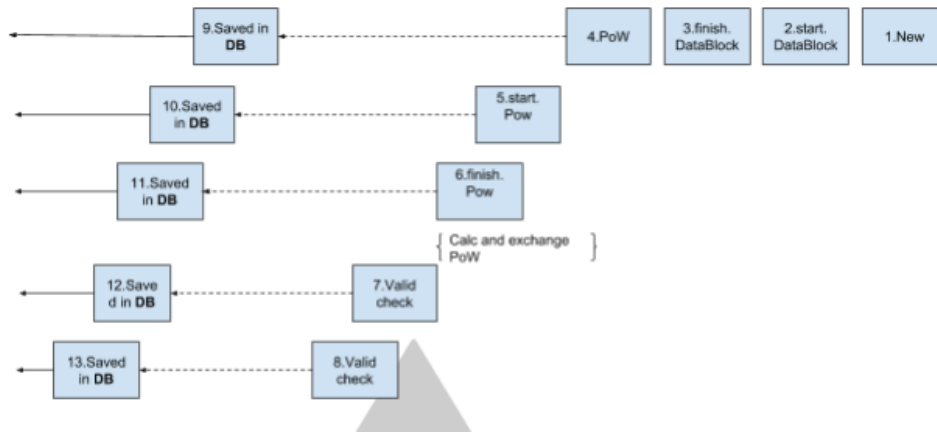 9.Saved in
DB
4.PoW
3.finish.
DataBlock
2.start.
DataBlock
1.New
10.Saved
in DB
5.start.
Pow
11.Saved
in DB
6.finish.
Pow
{ Calc and exchange }
PoW
12.Save
d in DB
7.Valid
check
13.Saved
in DB
8.Valid
check